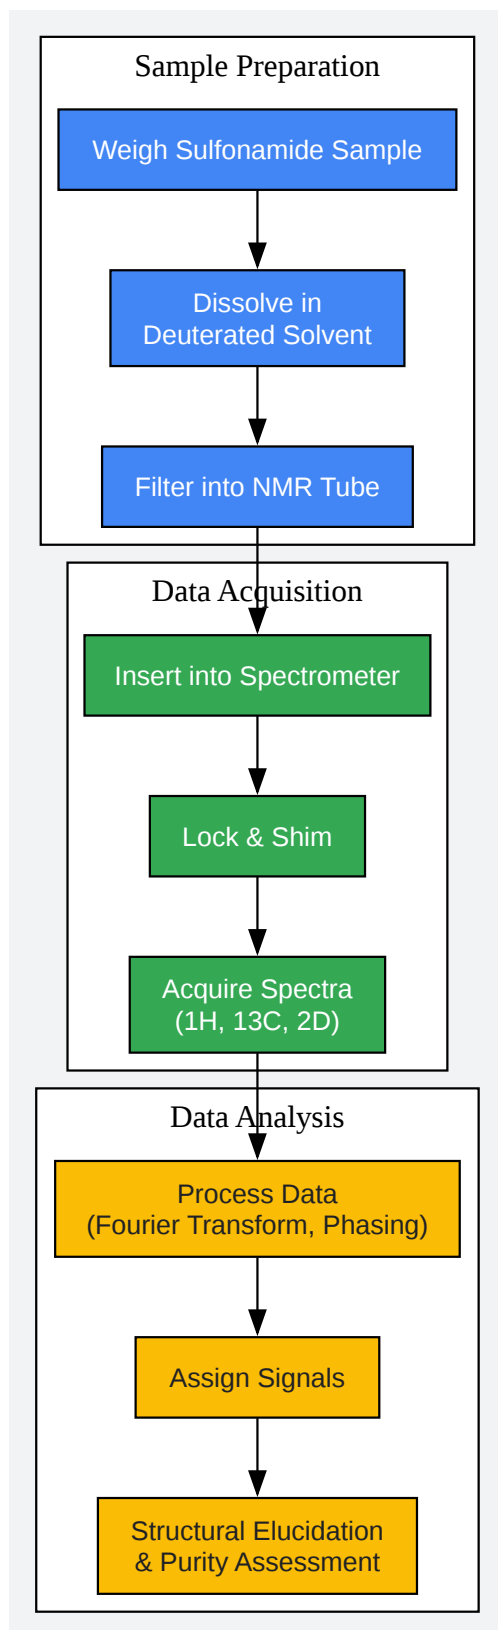 Sample Preparation
Weigh Sulfonamide Sample
Dissolve in
Deuterated Solvent
Filter into NMR Tube
Data Acquisition
Insert into Spectrometer
Lock & Shim
Acquire Spectra
(1H, 13C, 2D)
Data Analysis
Process Data
(Fourier Transform, Phasing)
Assign Signals
Structural Elucidation
& Purity Assessment